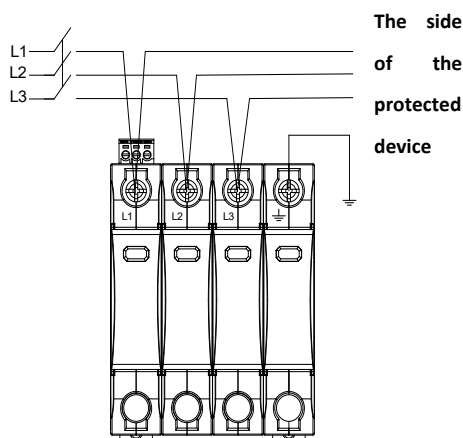 The side
of the
protected
device
L1
L2
L3
L1 L2 L3